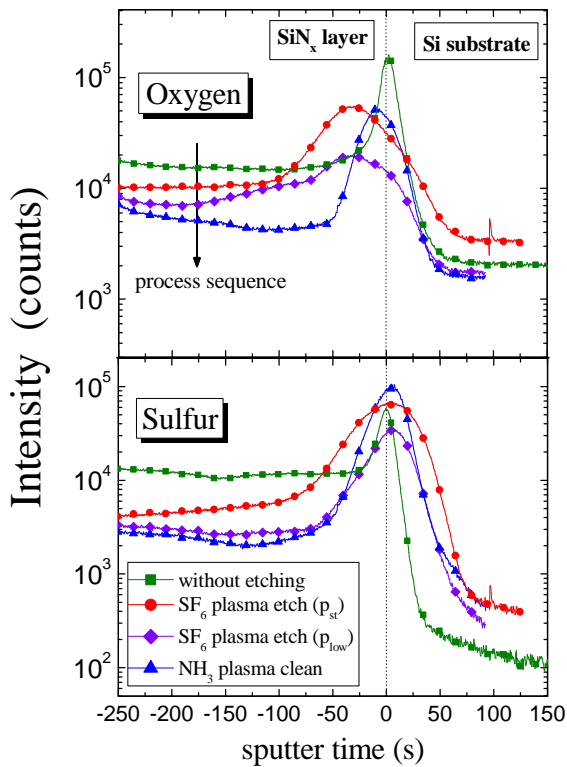 SiNx layer
Si substrate
10^5
Oxygen
10^4
process sequence
10^3
Intensity (counts)
10^5
Sulfur
10^4
10^3
without etching
SF6 plasma etch (pst)
SF6 plasma etch (plow)
NH3 plasma clean
10^2
-250 -200 -150 -100 -50 0 50 100 150
sputter time (s)